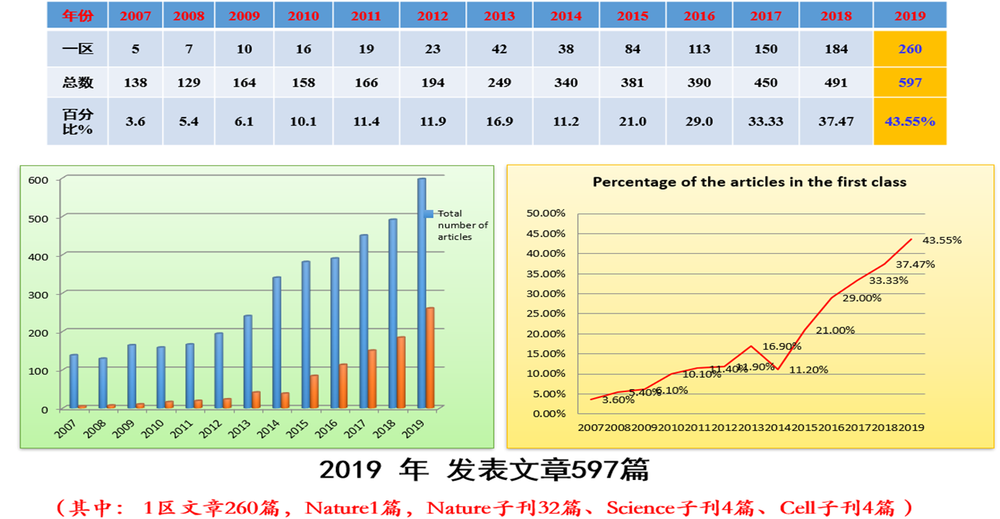 年份 2007 2008 2009 2010 2011 2012 2013 2014 2015 2016 2017 2018 2019
一区 5 7 10 16 19 23 42 38 84 113 150 184 260
总数 138 129 164 158 166 194 249 340 381 390 450 491 597
百分
比% 3.6 5.4 6.1 10.1 11.4 11.9 16.9 11.2 21.0 29.0 33.33 37.47 43.55%
600
500
400
300
200
100
0
Total
number of
articles
2007 2008 2009 2010 2011 2012 2013 2014 2015 2016 2017 2018 2019
Percentage of the articles in the first class
50.00%
45.00%
40.00%
35.00%
30.00%
25.00%
20.00%
15.00%
10.00%
5.00%
0.00%
3.60%
5.40%
6.10%
10.10%
11.40%
11.90%
16.90%
11.20%
21.00%
29.00%
33.33%
37.47%
43.55%
2007 2008 2009 2010 2011 2012 2013 2014 2015 2016 2017 2018 2019
2019 年 发表文章597篇
（其中： 1区文章260篇，Nature1篇，Nature子刊32篇、Science子刊4篇、Cell子刊4篇 ）